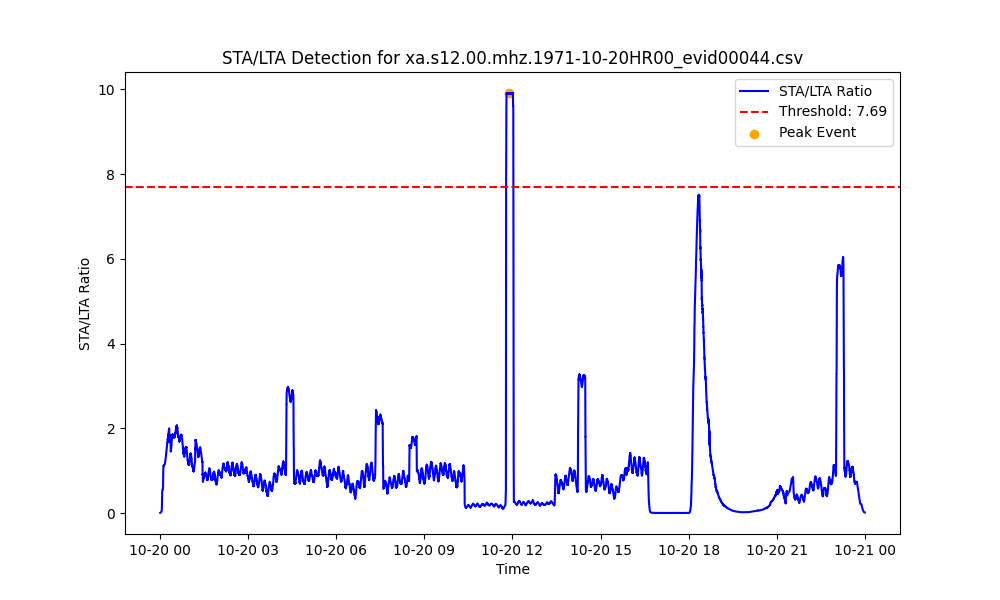 STA/LTA Detection for xa.s12.00.mhz.1971-10-20HR00_evid00044.csv
STA/LTA Ratio
Threshold: 7.69
Peak Event
10
8
6
4
2
0
STA/LTA Ratio
10-20 00 10-20 03 10-20 06 10-20 09 10-20 12 10-20 15 10-20 18 10-20 21 10-21 00
Time